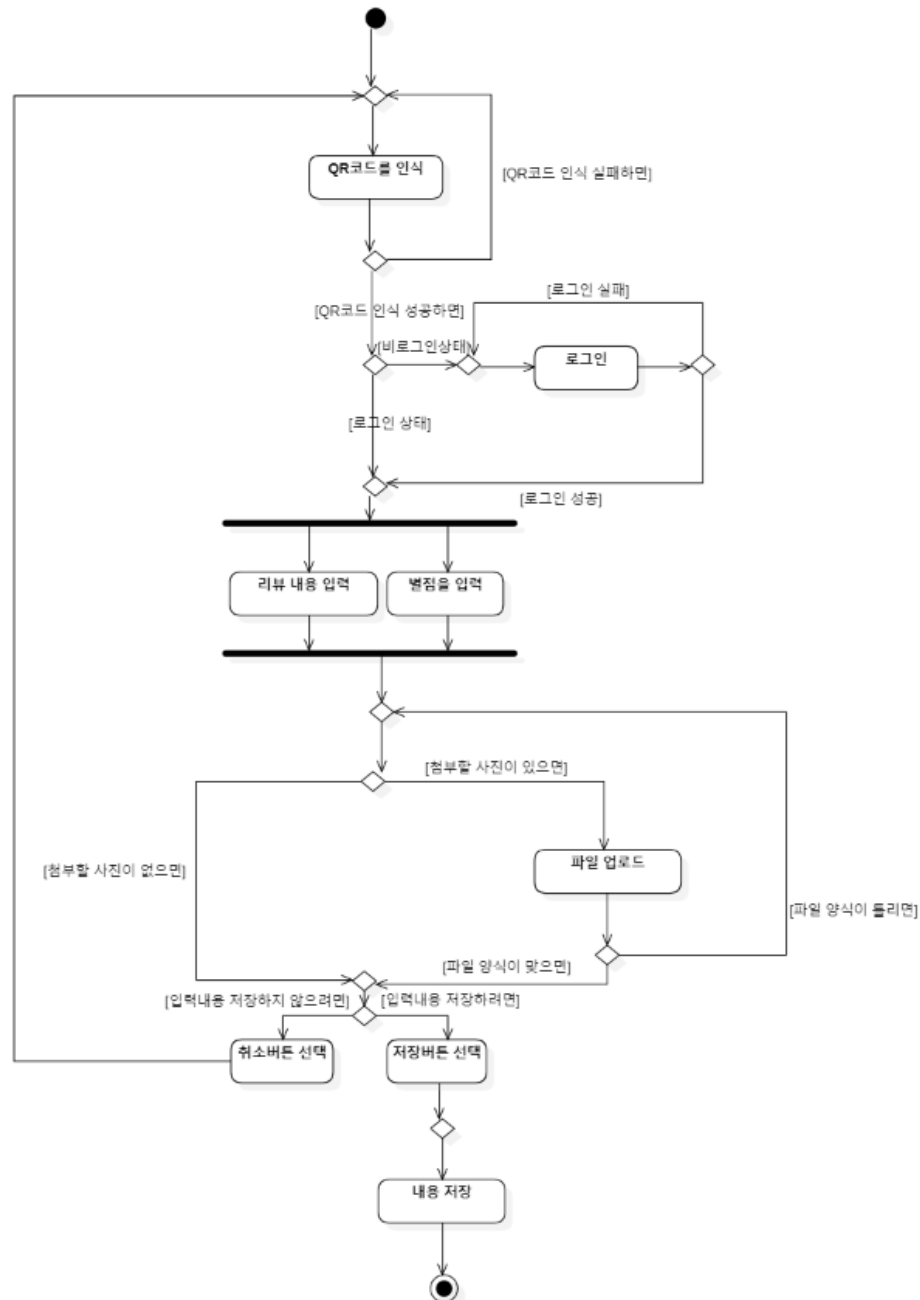 QR코드를 인식
[QR코드 인식 실패하면]
[로그인 실패]
[QR코드 인식 성공하면]
[비로그인상태]
로그인
[로그인 상태]
[로그인 성공]
리뷰 내용 입력
별점을 입력
[첨부할 사진이 있으면]
파일 업로드
[첨부할 사진이 없으면]
[파일 양식이 틀리면]
[파일 양식이 맞으면]
[입력내용 저장하지 않으려면]
[입력내용 저장하려면]
취소버튼 선택
저장버튼 선택
내용 저장